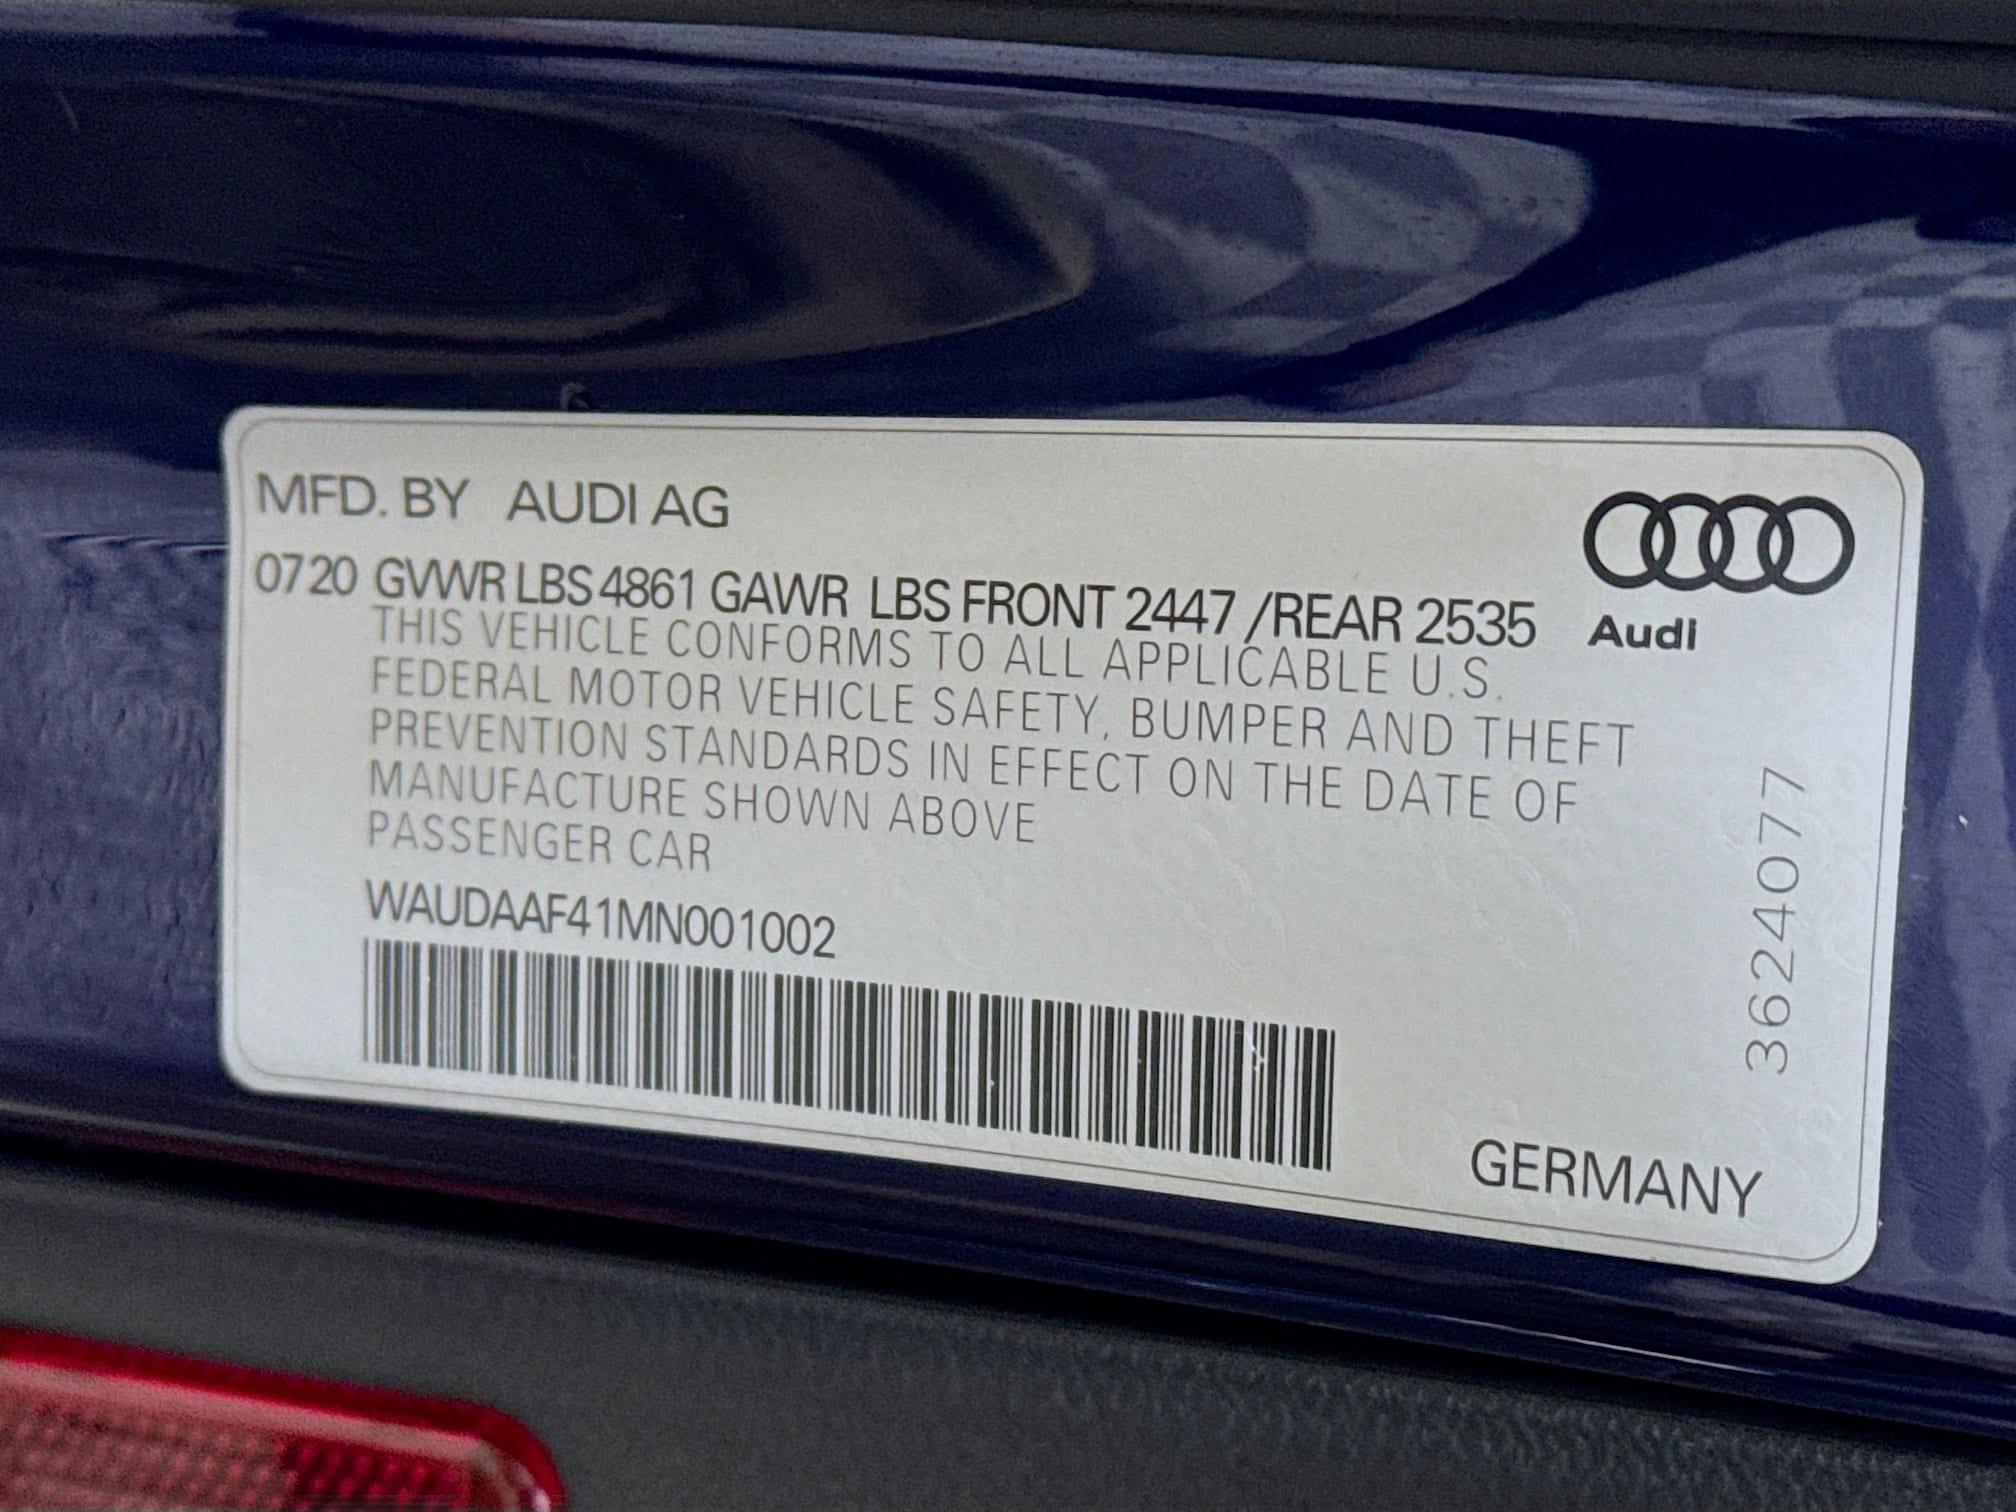 MFD. BY AUDI AG
0720 GVWR LBS 4861 GAWR LBS FRONT 2447 /REAR 2535
Audi
THIS VEHICLE CONFORMS TO ALL APPLICABLE U.S.
FEDERAL MOTOR VEHICLE SAFETY, BUMPER AND THEFT
PREVENTION STANDARDS IN EFFECT ON THE DATE OF
MANUFACTURE SHOWN ABOVE
PASSENGER CAR
WAUDAAF41MN001002
3624077
GERMANY